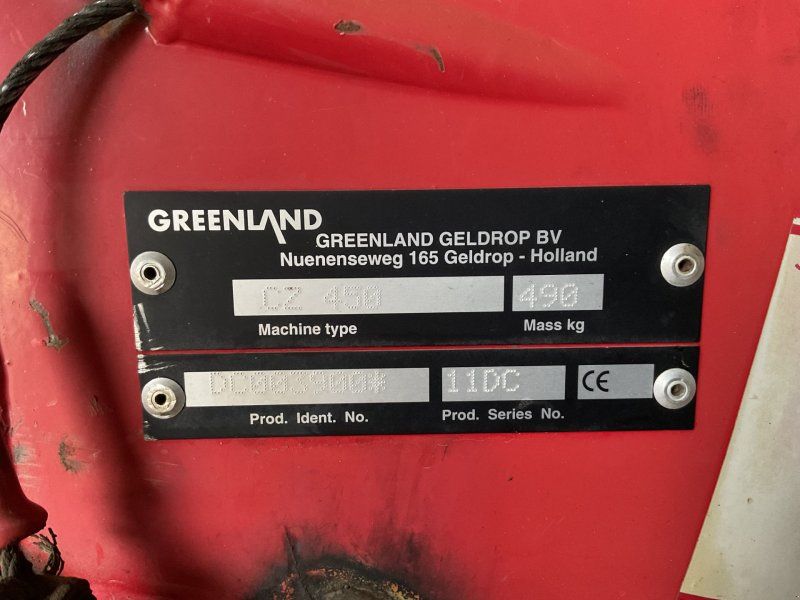 GREENLAND
GREENLAND GELDROP BV
Nuenenseweg 165 Geldrop - Holland
CZ 450 490
Machine type Mass kg
DC003900* 11DC CE
Prod. Ident. No. Prod. Series No.